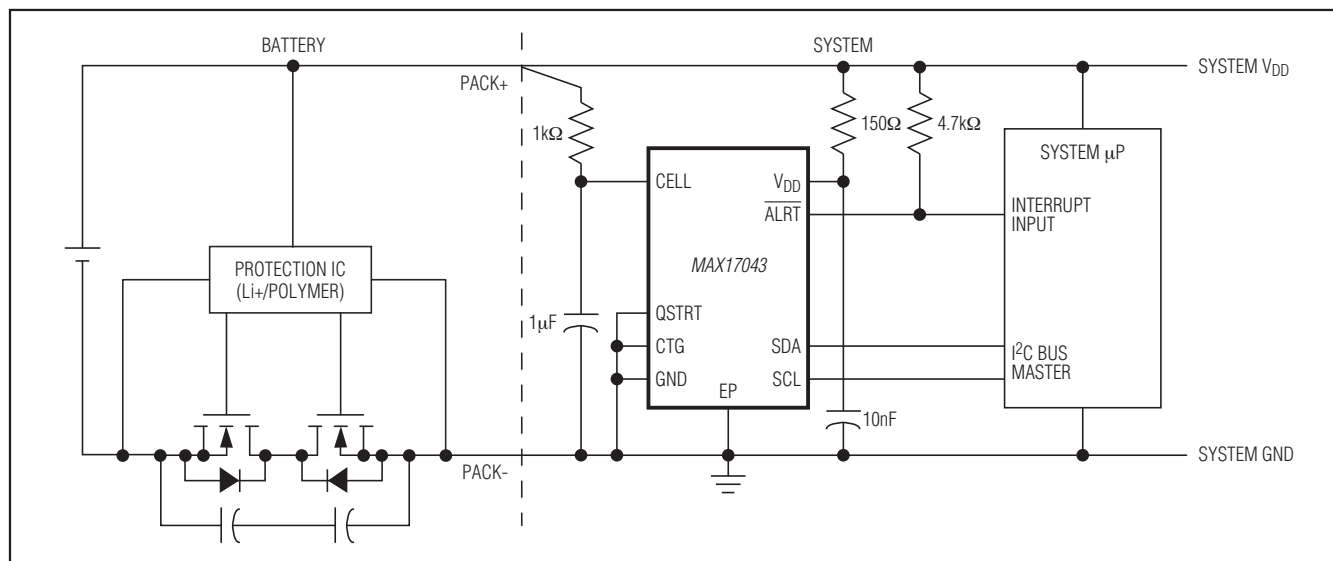 BATTERY
SYSTEM
SYSTEM VDD
PACK+
1kΩ
150Ω
4.7kΩ
SYSTEM μP
CELL
VDD
ALRT
INTERRUPT
INPUT
MAX17043
PROTECTION IC
(Li+/POLYMER)
1μF
QSTRT
CTG
GND
SDA
SCL
EP
I²C BUS
MASTER
10nF
PACK-
SYSTEM GND